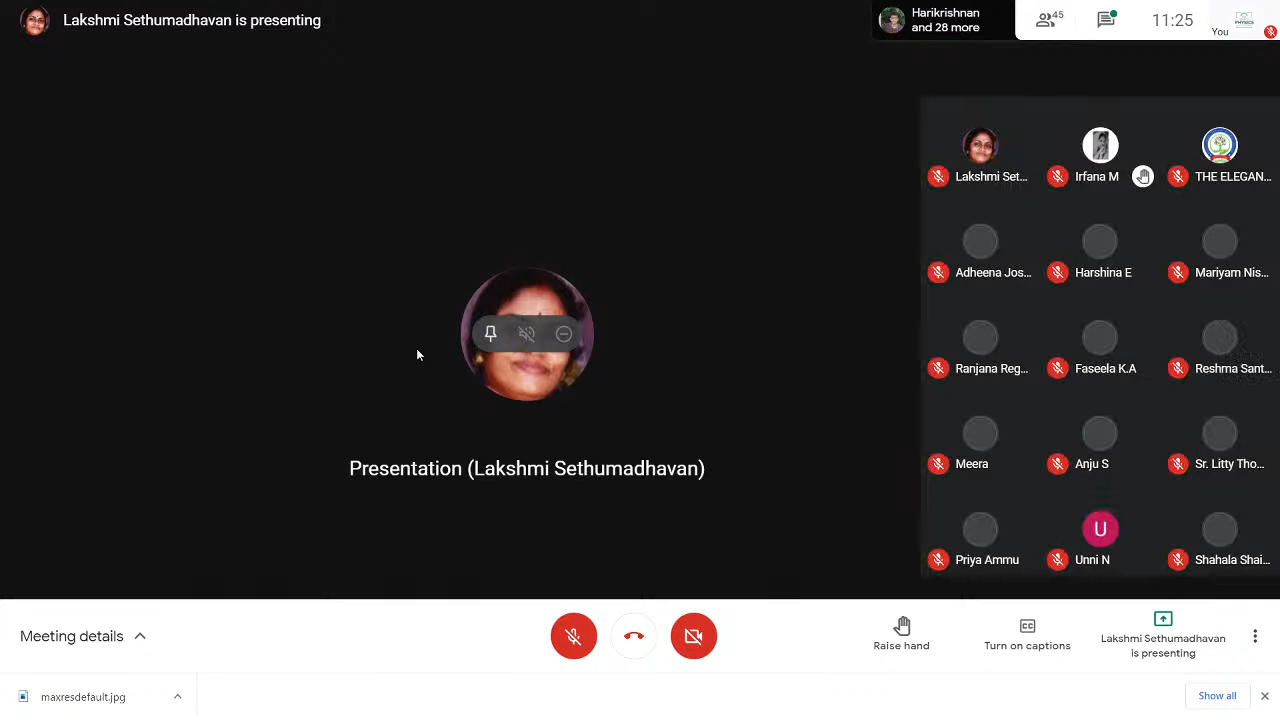 Lakshmi Sethumadhavan is presenting
Harikrishnan
and 28 more
45
11:25
You
PHYSICS
Lakshmi Set...
Irfana M
THE ELEGAN...
Adheena Jos...
Harshina E
Mariyam Nis...
Ranjana Reg...
Faseela K.A
Reshma Sant...
Meera
Anju S
Sr. Litty Tho...
Priya Ammu
U
Unni N
Shahala Shai...
Presentation (Lakshmi Sethumadhavan)
Meeting details
Raise hand
CC
Turn on captions
Lakshmi Sethumadhavan
is presenting
maxresdefault.jpg
Show all